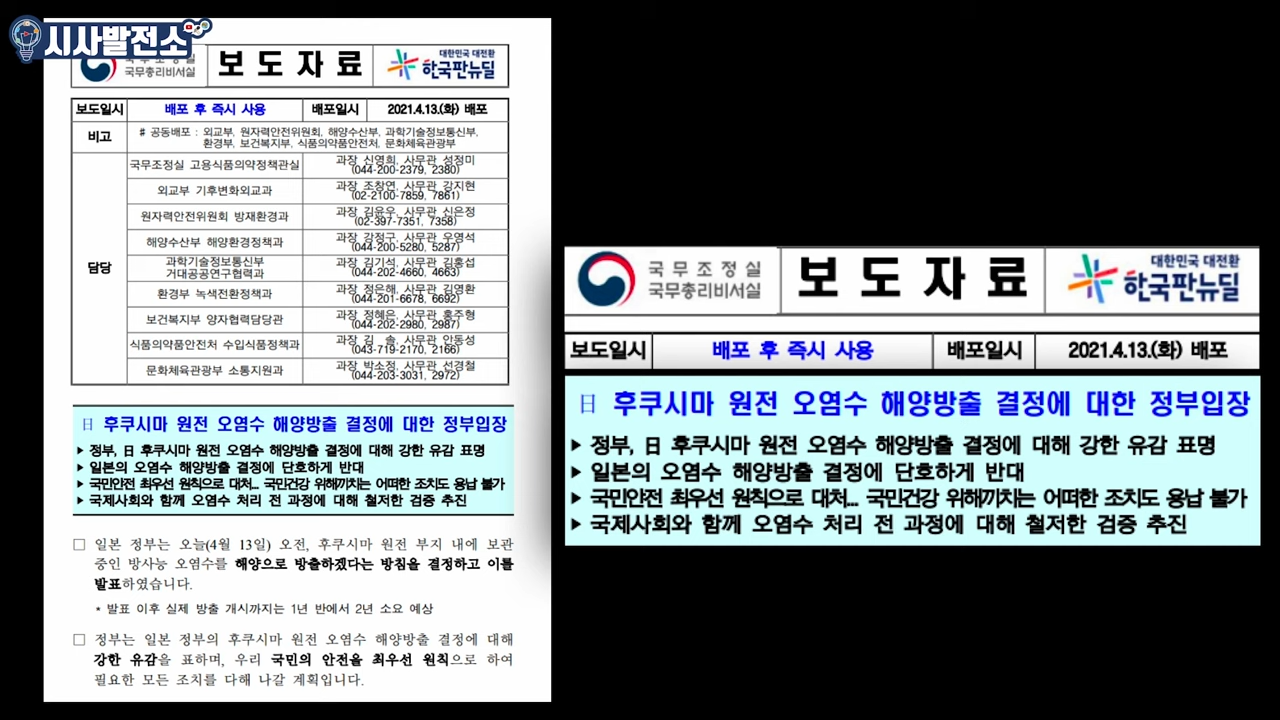 시사발전소
국무조정실
국무총리비서실
보도자료
대한민국 대전환
한국판뉴딜
보도일시 배포 후 즉시 사용 배포일시 2021.4.13.(화) 배포
비고
# 공동배포 : 외교부, 원자력안전위원회, 해양수산부, 과학기술정보통신부,
환경부, 보건복지부, 식품의약품안전처, 문화체육관광부
담당
국무조정실 고용식품의약정책관실 과장 신영희, 사무관 성정미
(044-200-2379, 2380)
외교부 기후변화외교과 과장 조창연, 사무관 강지현
(02-2100-7859, 7861)
원자력안전위원회 방재환경과 과장 김윤우, 사무관 신은정
(02-397-7351, 7358)
해양수산부 해양환경정책과 과장 강정구, 사무관 우영석
(044-200-5280, 5287)
과학기술정보통신부
거대공공연구협력과
과장 김기석, 사무관 김홍섭
(044-202-4660, 4663)
환경부 녹색전환정책과 과장 정은해, 사무관 김영환
(044-201-6678, 6692)
보건복지부 양자협력담당관 과장 정혜은, 사무관 홍주형
(044-202-2980, 2987)
식품의약품안전처 수입식품정책과 과장 김 솔, 사무관 안동성
(043-719-2170, 2166)
문화체육관광부 소통지원과 과장 박소정, 사무관 선경철
(044-203-3031, 2972)
日 후쿠시마 원전 오염수 해양방출 결정에 대한 정부입장
▸ 정부, 日 후쿠시마 원전 오염수 해양방출 결정에 대해 강한 유감 표명
▸ 일본의 오염수 해양방출 결정에 단호하게 반대
▸ 국민안전 최우선 원칙으로 대처... 국민건강 위해끼치는 어떠한 조치도 용납 불가
▸ 국제사회와 함께 오염수 처리 전 과정에 대해 철저한 검증 추진
□ 일본 정부는 오늘(4월 13일) 오전, 후쿠시마 원전 부지 내에 보관
중인 방사능 오염수를 해양으로 방출하겠다는 방침을 결정하고 이를
발표하였습니다.
* 발표 이후 실제 방출 개시까지는 1년 반에서 2년 소요 예상
□ 정부는 일본 정부의 후쿠시마 원전 오염수 해양방출 결정에 대해
강한 유감을 표하며, 우리 국민의 안전을 최우선 원칙으로 하여
필요한 모든 조치를 다해 나갈 계획입니다.
국무조정실
국무총리비서실
보도자료
대한민국 대전환
한국판뉴딜
보도일시 배포 후 즉시 사용 배포일시 2021.4.13.(화) 배포
日 후쿠시마 원전 오염수 해양방출 결정에 대한 정부입장
▸ 정부, 日 후쿠시마 원전 오염수 해양방출 결정에 대해 강한 유감 표명
▸ 일본의 오염수 해양방출 결정에 단호하게 반대
▸ 국민안전 최우선 원칙으로 대처... 국민건강 위해끼치는 어떠한 조치도 용납 불가
▸ 국제사회와 함께 오염수 처리 전 과정에 대해 철저한 검증 추진